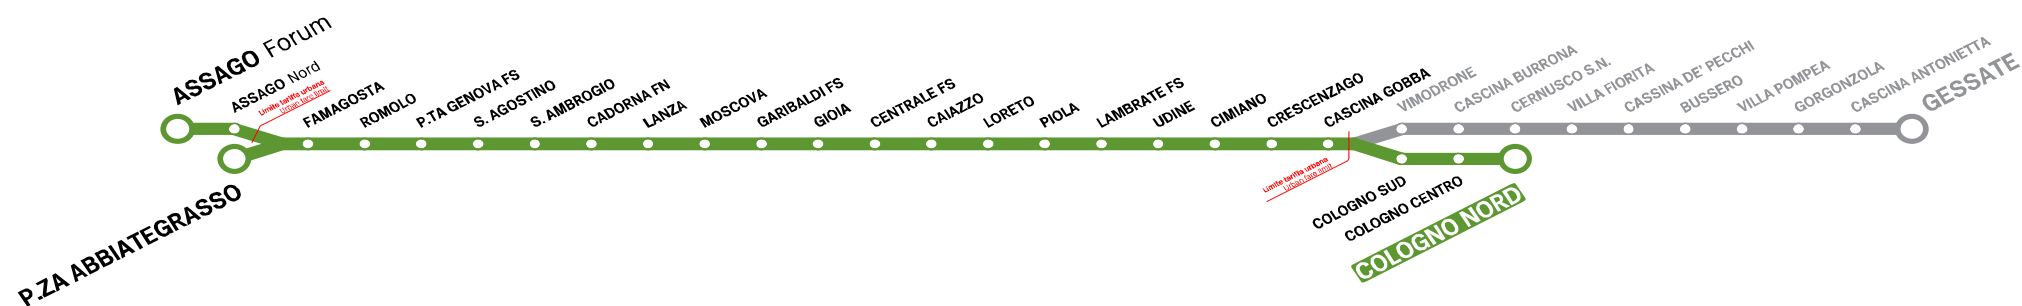 ASSAGO Forum
ASSAGO Nord
Limite tariffa urbana
Urban fare limit
P.ZA ABBIATEGRASSO
FAMAGOSTA
ROMOLO
P.TA GENOVA FS
S. AGOSTINO
S. AMBROGIO
CADORNA FN
LANZA
MOSCOVA
GARIBALDI FS
GIOIA
CENTRALE FS
CAIAZZO
LORETO
PIOLA
LAMBRATE FS
UDINE
CIMIANO
CRESCENZAGO
CASCINA GOBBA
Limite tariffa urbana
Urban fare limit
VIMODRONE
CASCINA BURRONA
CERNUSCO S.N.
VILLA FIORITA
CASSINA DE' PECCHI
BUSSERO
VILLA POMPEA
GORGONZOLA
CASCINA ANTONIETTA
GESSATE
COLOGNO SUD
COLOGNO CENTRO
COLOGNO NORD